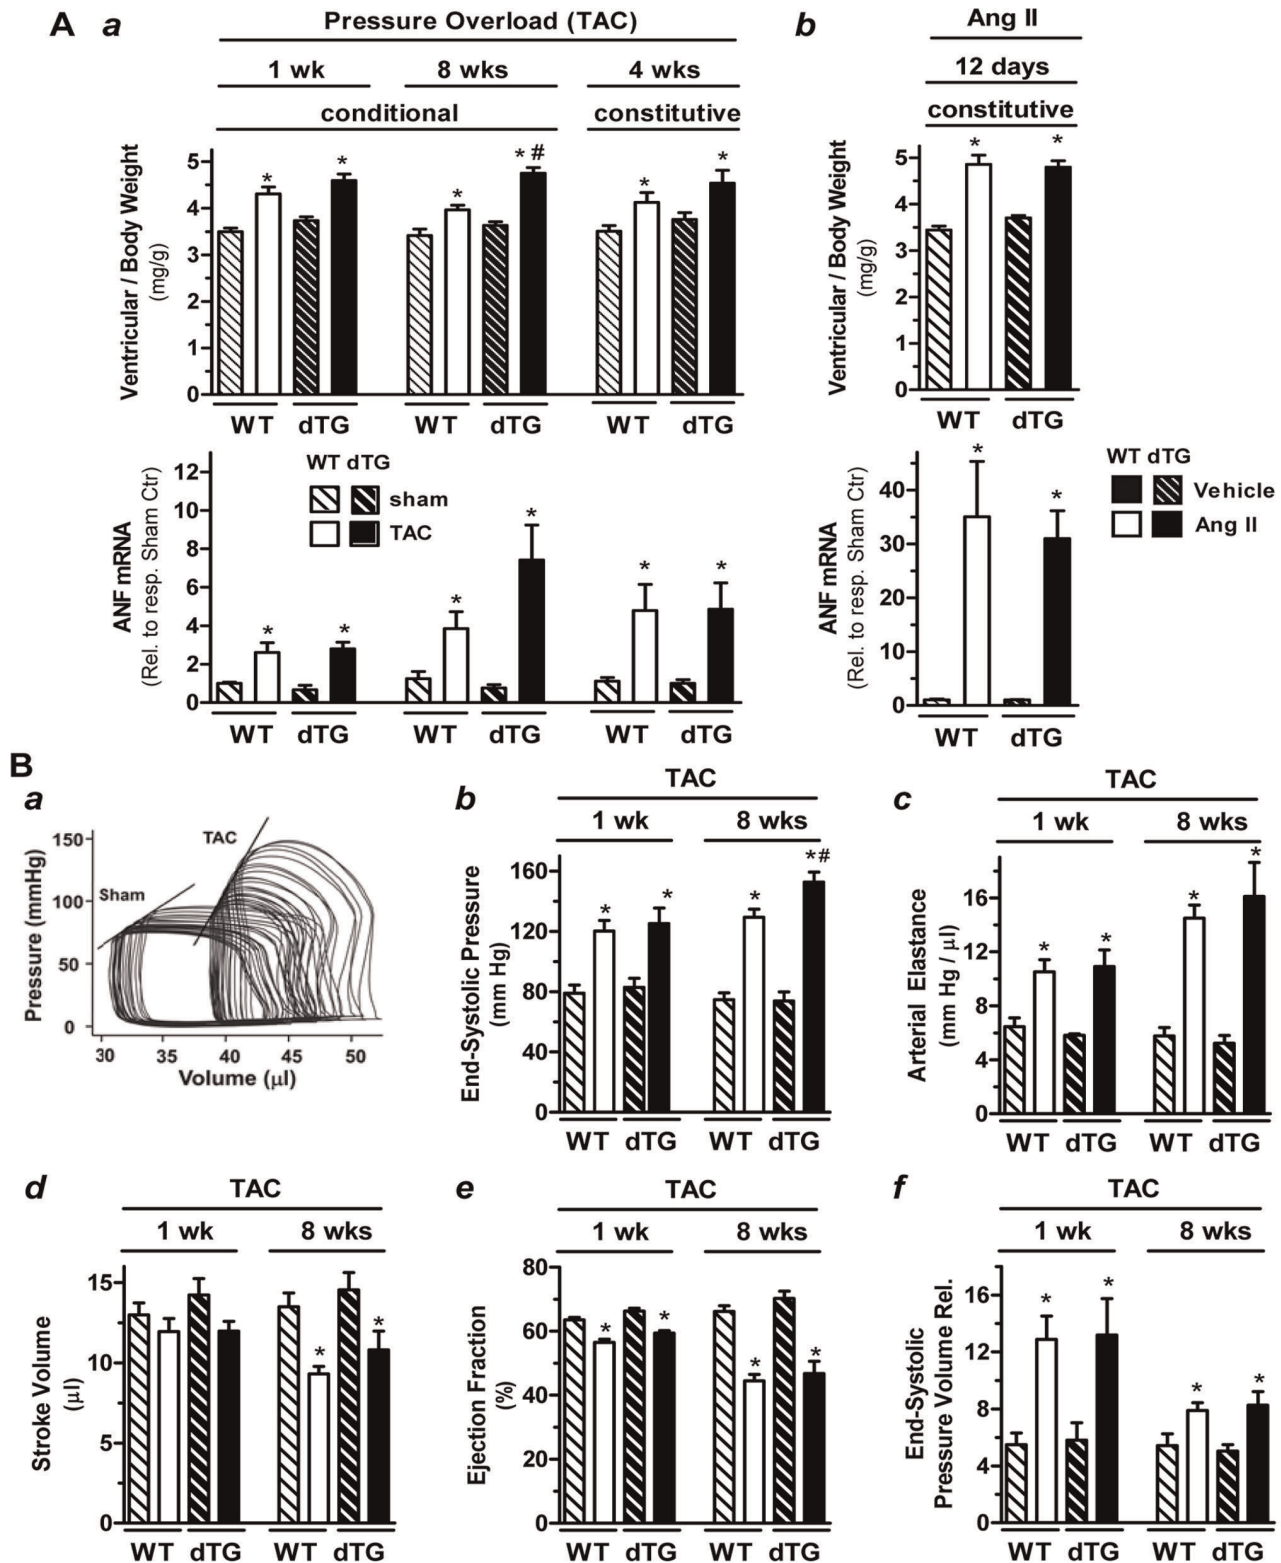 A a Pressure Overload (TAC)
1 wk 8 wks 4 wks
conditional constitutive
Ventricular / Body Weight
(mg/g)
5
4
3
2
1
0
* * * * # * *
WT dTG WT dTG WT dTG
b Ang II
12 days
constitutive
Ventricular / Body Weight
(mg/g)
5
4
3
2
1
0
* *
WT dTG
ANF mRNA
(Rel. to resp. Sham Ctr)
12
10
8
6
4
2
0
WT dTG
sham
TAC
* * * * * *
WT dTG WT dTG WT dTG
ANF mRNA
(Rel. to resp. Sham Ctr)
40
30
20
10
0
* *
WT dTG
WT dTG
Vehicle
Ang II
B
a
Pressure (mmHg)
150
100
50
0
TAC
Sham
30 35 40 45 50
Volume (µl)
b TAC
1 wk 8 wks
End-Systolic Pressure
(mm Hg)
160
120
80
40
0
* * * *#
WT dTG WT dTG
c TAC
1 wk 8 wks
Arterial Elastance
(mm Hg / µl)
16
12
8
4
0
* * * *
WT dTG WT dTG
d TAC
1 wk 8 wks
Stroke Volume
(µl)
15
10
5
0
* *
WT dTG WT dTG
e TAC
1 wk 8 wks
Ejection Fraction
(%)
80
60
40
20
0
* * * *
WT dTG WT dTG
f TAC
1 wk 8 wks
End-Systolic
Pressure Volume Rel.
16
12
8
4
0
* * * *
WT dTG WT dTG